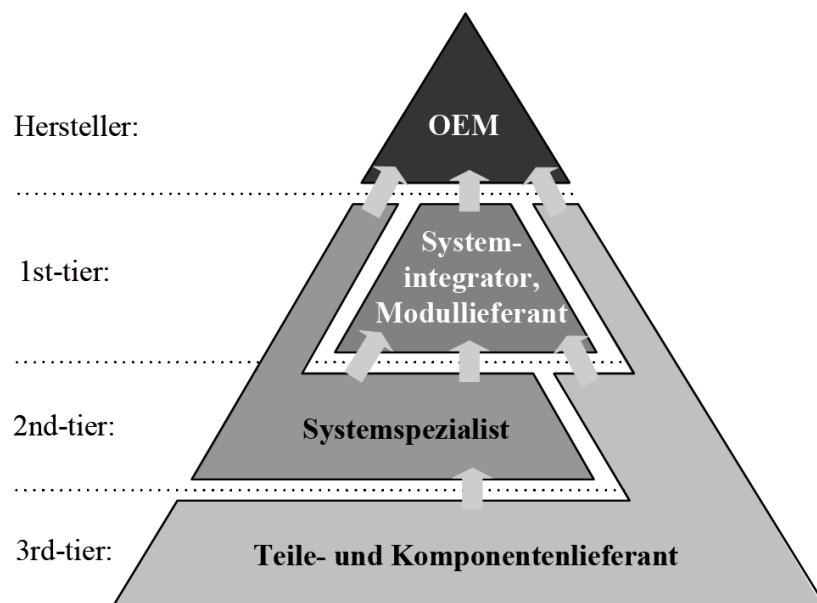 Hersteller:
OEM
1st-tier:
System-
integrator,
Modullieferant
2nd-tier:
Systemspezialist
3rd-tier:
Teile- und Komponentenlieferant